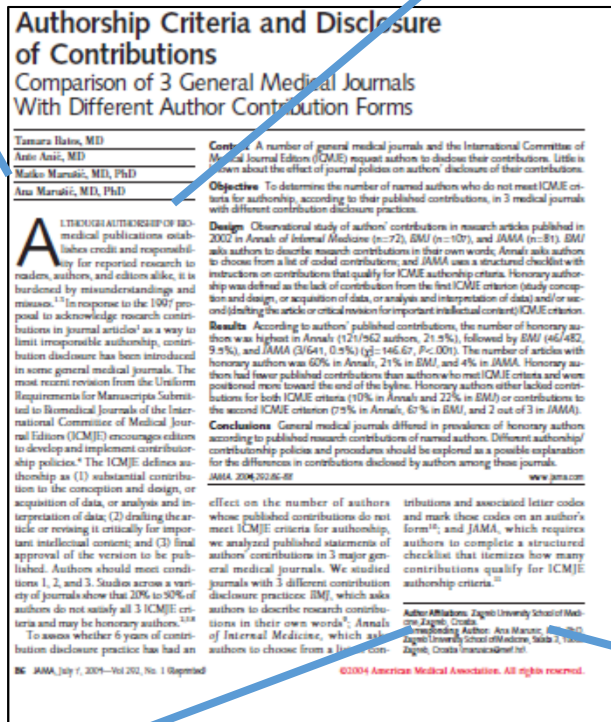 Authorship Criteria and Disclosure
of Contributions
Comparison of 3 General Medical Journals
With Different Author Contribution Forms
Tamara Bates, MD
Ante Anić, MD
Matko Marušić, MD, PhD
Ana Marušić, MD, PhD
ALTHOUGH AUTHORSHIP OF BIO-
medical publications estab-
lishes credit and responsibil-
ity for reported research to
readers, authors, and editors alike, it is
burdened by misunderstandings and
misuses. In response to the 1997 pro-
posal to acknowledge research contri-
butions in journal articles as a way to
limit irresponsible authorship, contri-
bution disclosure has been introduced
in some general medical journals. The
most recent revision from the Uniform
Requirements for Manuscripts Submit-
ted to Biomedical Journals of the Inter-
national Committee of Medical Jour-
nal Editors (ICMJE) encourages editors
to develop and implement contributor-
ship policies. The ICMJE defines au-
thorship as (1) substantial contribu-
tion to the conception and design, or
acquisition of data, or analysis and in-
terpretation of data; (2) drafting the ar-
ticle or revising it critically for impor-
tant intellectual content; and (3) final
approval of the version to be pub-
lished. Authors should meet condi-
tions 1, 2, and 3. Studies across a vari-
ety of journals show that 20% to 50% of
authors do not satisfy all 3 ICMJE cri-
teria and may be honorary authors.
To assess whether 6 years of contri-
bution disclosure practice has had an
Context A number of general medical journals and the International Committee of
Medical Journal Editors (ICMJE) request authors to disclose their contributions. Little is
known about the effect of journal policies on authors' disclosure of their contributions.
Objective To determine the number of named authors who do not meet ICMJE cri-
teria for authorship, according to their published contributions, in 3 medical journals
with different contribution disclosure practices.
Design Observational study of authors' contributions in research articles published in
2002 in Annals of Internal Medicine (n=72), BMJ (n=107), and JAMA (n=81). BMJ
asks authors to describe research contributions in their own words; Annals asks authors
to choose from a list of coded contributions; and JAMA uses a structured checklist with
instructions on contributions that qualify for ICMJE authorship criteria. Honorary author-
ship was defined as the lack of contribution from the first ICMJE criterion (study concep-
tion and design, or acquisition of data, or analysis and interpretation of data) and/or sec-
ond (drafting the article or critical revision for important intellectual content) ICMJE criterion.
Results According to authors' published contributions, the number of honorary au-
thors was highest in Annals (121/562 authors, 21.5%), followed by BMJ (46/482,
9.5%), and JAMA (3/641, 0.5%) (χ²=146.67, P<.001). The number of articles with
honorary authors was 60% in Annals, 21% in BMJ, and 4% in JAMA. Honorary au-
thors had fewer published contributions than authors who met ICMJE criteria and were
positioned more toward the end of the byline. Honorary authors either lacked contri-
butions for both ICMJE criteria (10% in Annals and 22% in BMJ) or contributions to
the second ICMJE criterion (75% in Annals, 67% in BMJ, and 2 out of 3 in JAMA).
Conclusions General medical journals differed in prevalence of honorary authors
according to published research contributions of named authors. Different authorship/
contributorship policies and procedures should be explored as a possible explanation
for the differences in contributions disclosed by authors among these journals.
JAMA. 2004;292:86-88 www.jama.com
effect on the number of authors
whose published contributions do not
meet ICMJE criteria for authorship,
we analyzed published statements of
authors' contributions in 3 major gen-
eral medical journals. We studied
journals with 3 different contribution
disclosure practices: BMJ, which asks
authors to describe research contribu-
tions in their own words; Annals
of Internal Medicine, which asks
authors to choose from a list of con-
tributions and associated letter codes
and mark those codes on an author's
form; and JAMA, which requires
authors to complete a structured
checklist that itemizes how many
contributions qualify for ICMJE
authorship criteria.
Author Affiliations: Zagreb University School of Medi-
cine, Zagreb, Croatia.
Corresponding Author: Ana Marusic, PhD,
Zagreb University School of Medicine, Salata 3,
Zagreb, Croatia
86 JAMA, July 7, 2004—Vol 292, No. 1 (Reprinted) ©2004 American Medical Association. All rights reserved.